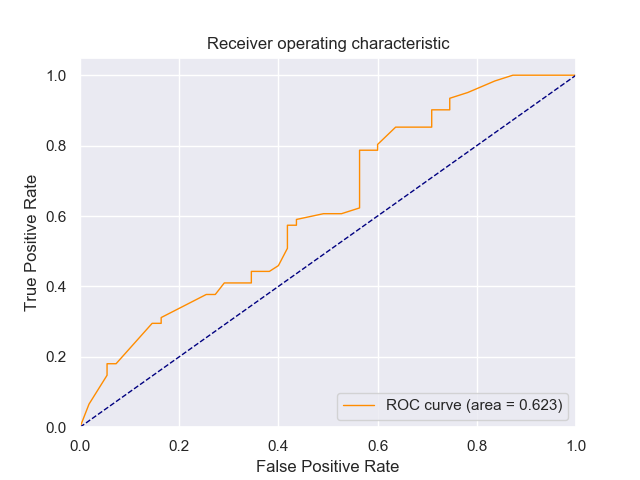 Receiver operating characteristic
True Positive Rate
1.0
0.8
0.6
0.4
0.2
0.0
ROC curve (area = 0.623)
0.0 0.2 0.4 0.6 0.8 1.0
False Positive Rate